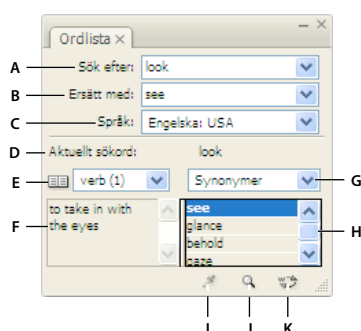 Ordlista ×
A Sök efter: look
B Ersätt med: see
C Språk: Engelska: USA
D Aktuellt sökord: look
E verb (1) Synonymer G
F to take in with see
the eyes glance H
behold
gaze
I J K